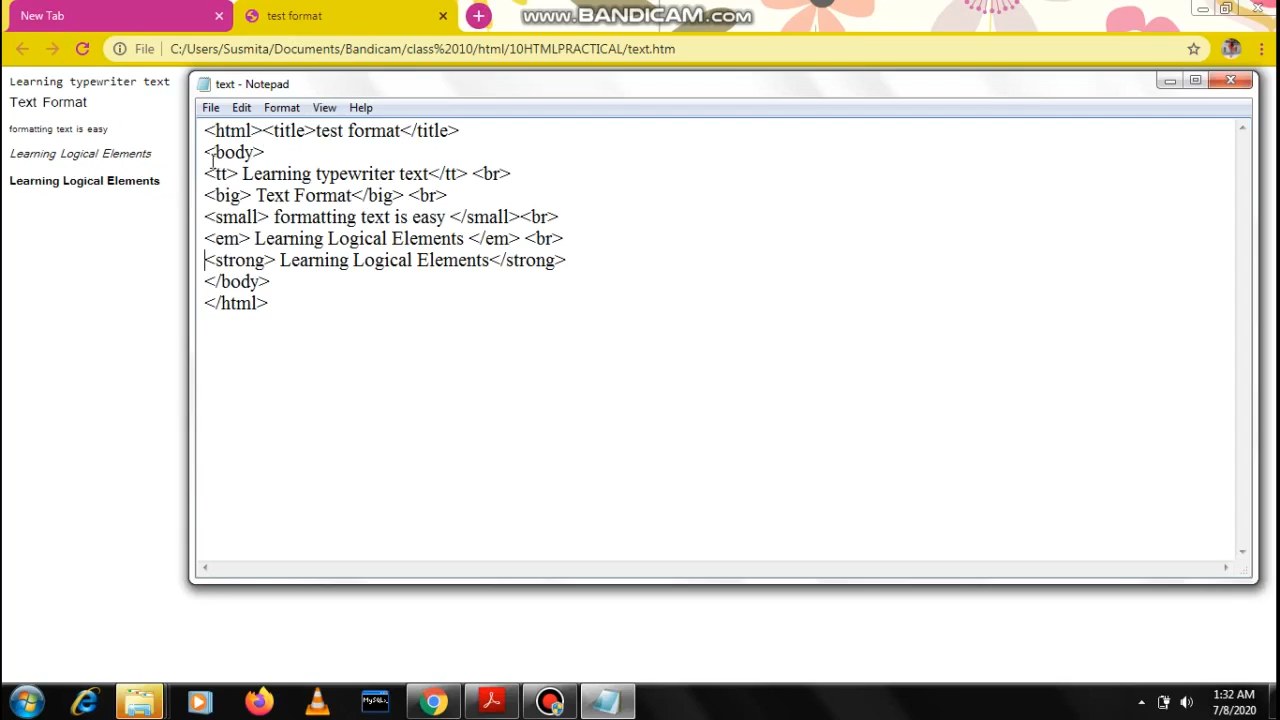 New Tab
test format
WWW.BANDICAM.COM
File
C:/Users/Susmita/Documents/Bandicam/class%2010/html/10HTMLPRACTICAL/text.htm
Learning typewriter text
Text Format
formatting text is easy
Learning Logical Elements
Learning Logical Elements
text - Notepad
File Edit Format View Help
<html><title>test format</title>
<body>
<tt> Learning typewriter text</tt> <br>
<big> Text Format</big> <br>
<small> formatting text is easy </small><br>
<em> Learning Logical Elements </em> <br>
<strong> Learning Logical Elements</strong>
</body>
</html>
MySQL
1:32 AM
7/8/2020